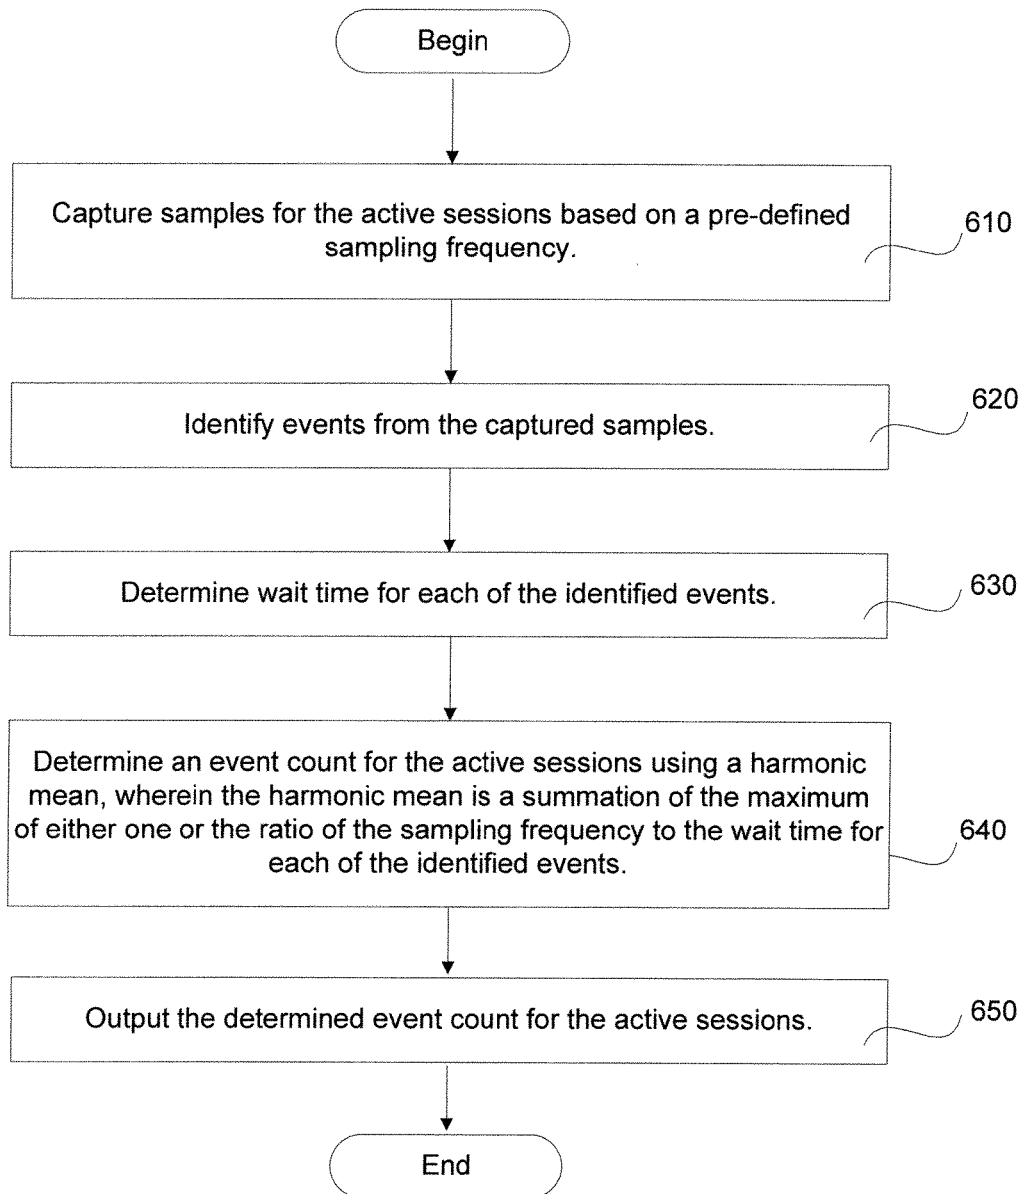 Begin
Capture samples for the active sessions based on a pre-defined
sampling frequency.
610
Identify events from the captured samples.
620
Determine wait time for each of the identified events.
630
Determine an event count for the active sessions using a harmonic
mean, wherein the harmonic mean is a summation of the maximum
of either one or the ratio of the sampling frequency to the wait time for
each of the identified events.
640
Output the determined event count for the active sessions.
650
End